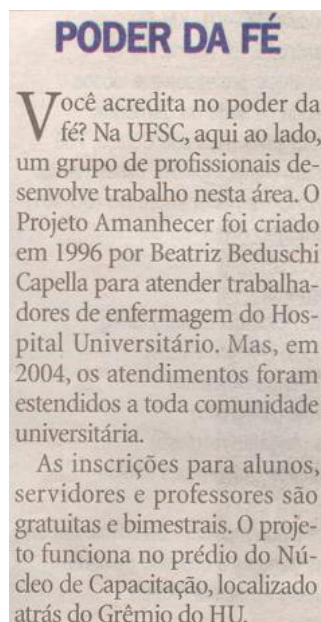 PODER DA FÉ
Você acredita no poder da
fé? Na UFSC, aqui ao lado,
um grupo de profissionais de-
senvolve trabalho nesta área. O
Projeto Amanhecer foi criado
em 1996 por Beatriz Beduschi
Capella para atender trabalha-
dores de enfermagem do Hos-
pital Universitário. Mas, em
2004, os atendimentos foram
estendidos a toda comunidade
universitária.
As inscrições para alunos,
servidores e professores são
gratuitas e bimestrais. O proje-
to funciona no prédio do Nú-
cleo de Capacitação, localizado
atrás do Grêmio do HU.